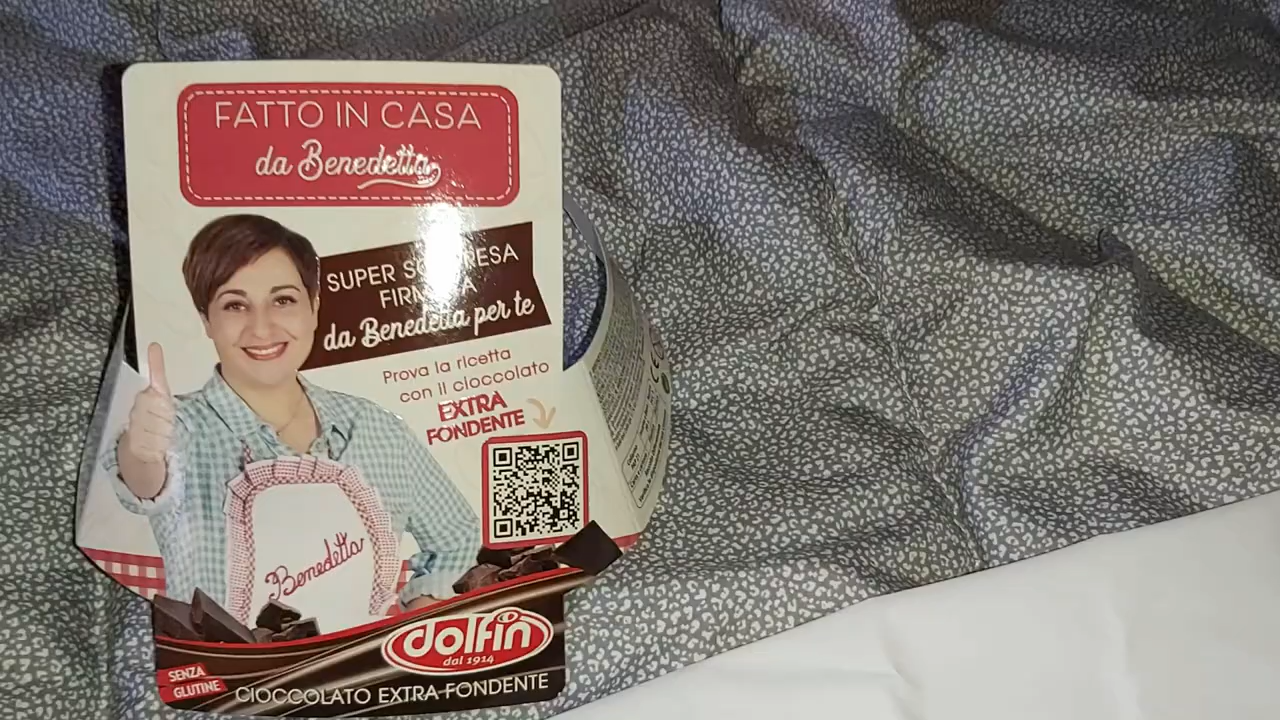 FATTO IN CASA
da Benedetta
SUPER
da Benedetta per te
Prova la ricetta
con il cioccolato
EXTRA
FONDENTE
Benedetta
dolfin
dal 1914
SENZA
GLUTINE
CIOCCOLATO EXTRA FONDENTE